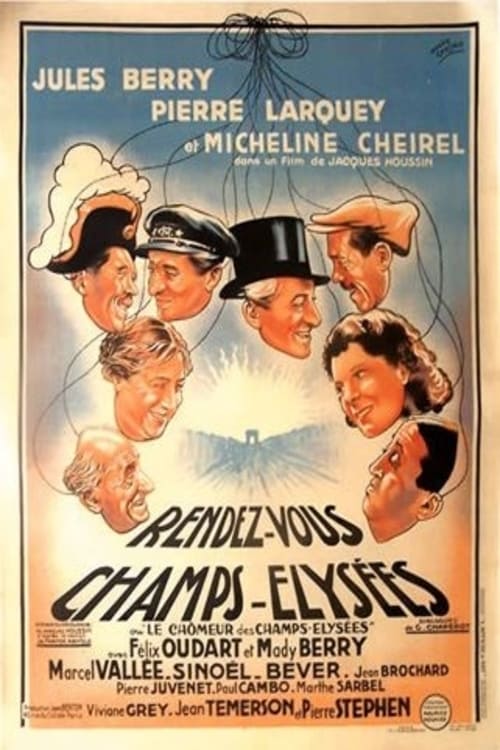 JULES BERRY
PIERRE LARQUEY
et MICHELINE CHEIREL
dans un Film de JACQUES HOUSSIN
RENDEZ-VOUS
CHAMPS-ELYSÉES
ou "LE CHÔMEUR des CHAMPS-ELYSÉES"
de G. CHAPEROT
avec Félix OUDART et Mady BERRY
Marcel VALLÉE-SINOËL-BEVER-Jean BROCHARD
Pierre JUVENET. Paul CAMBO. Marthe SARBEL
Viviane GREY. Jean TEMERSON et Pierre STEPHEN